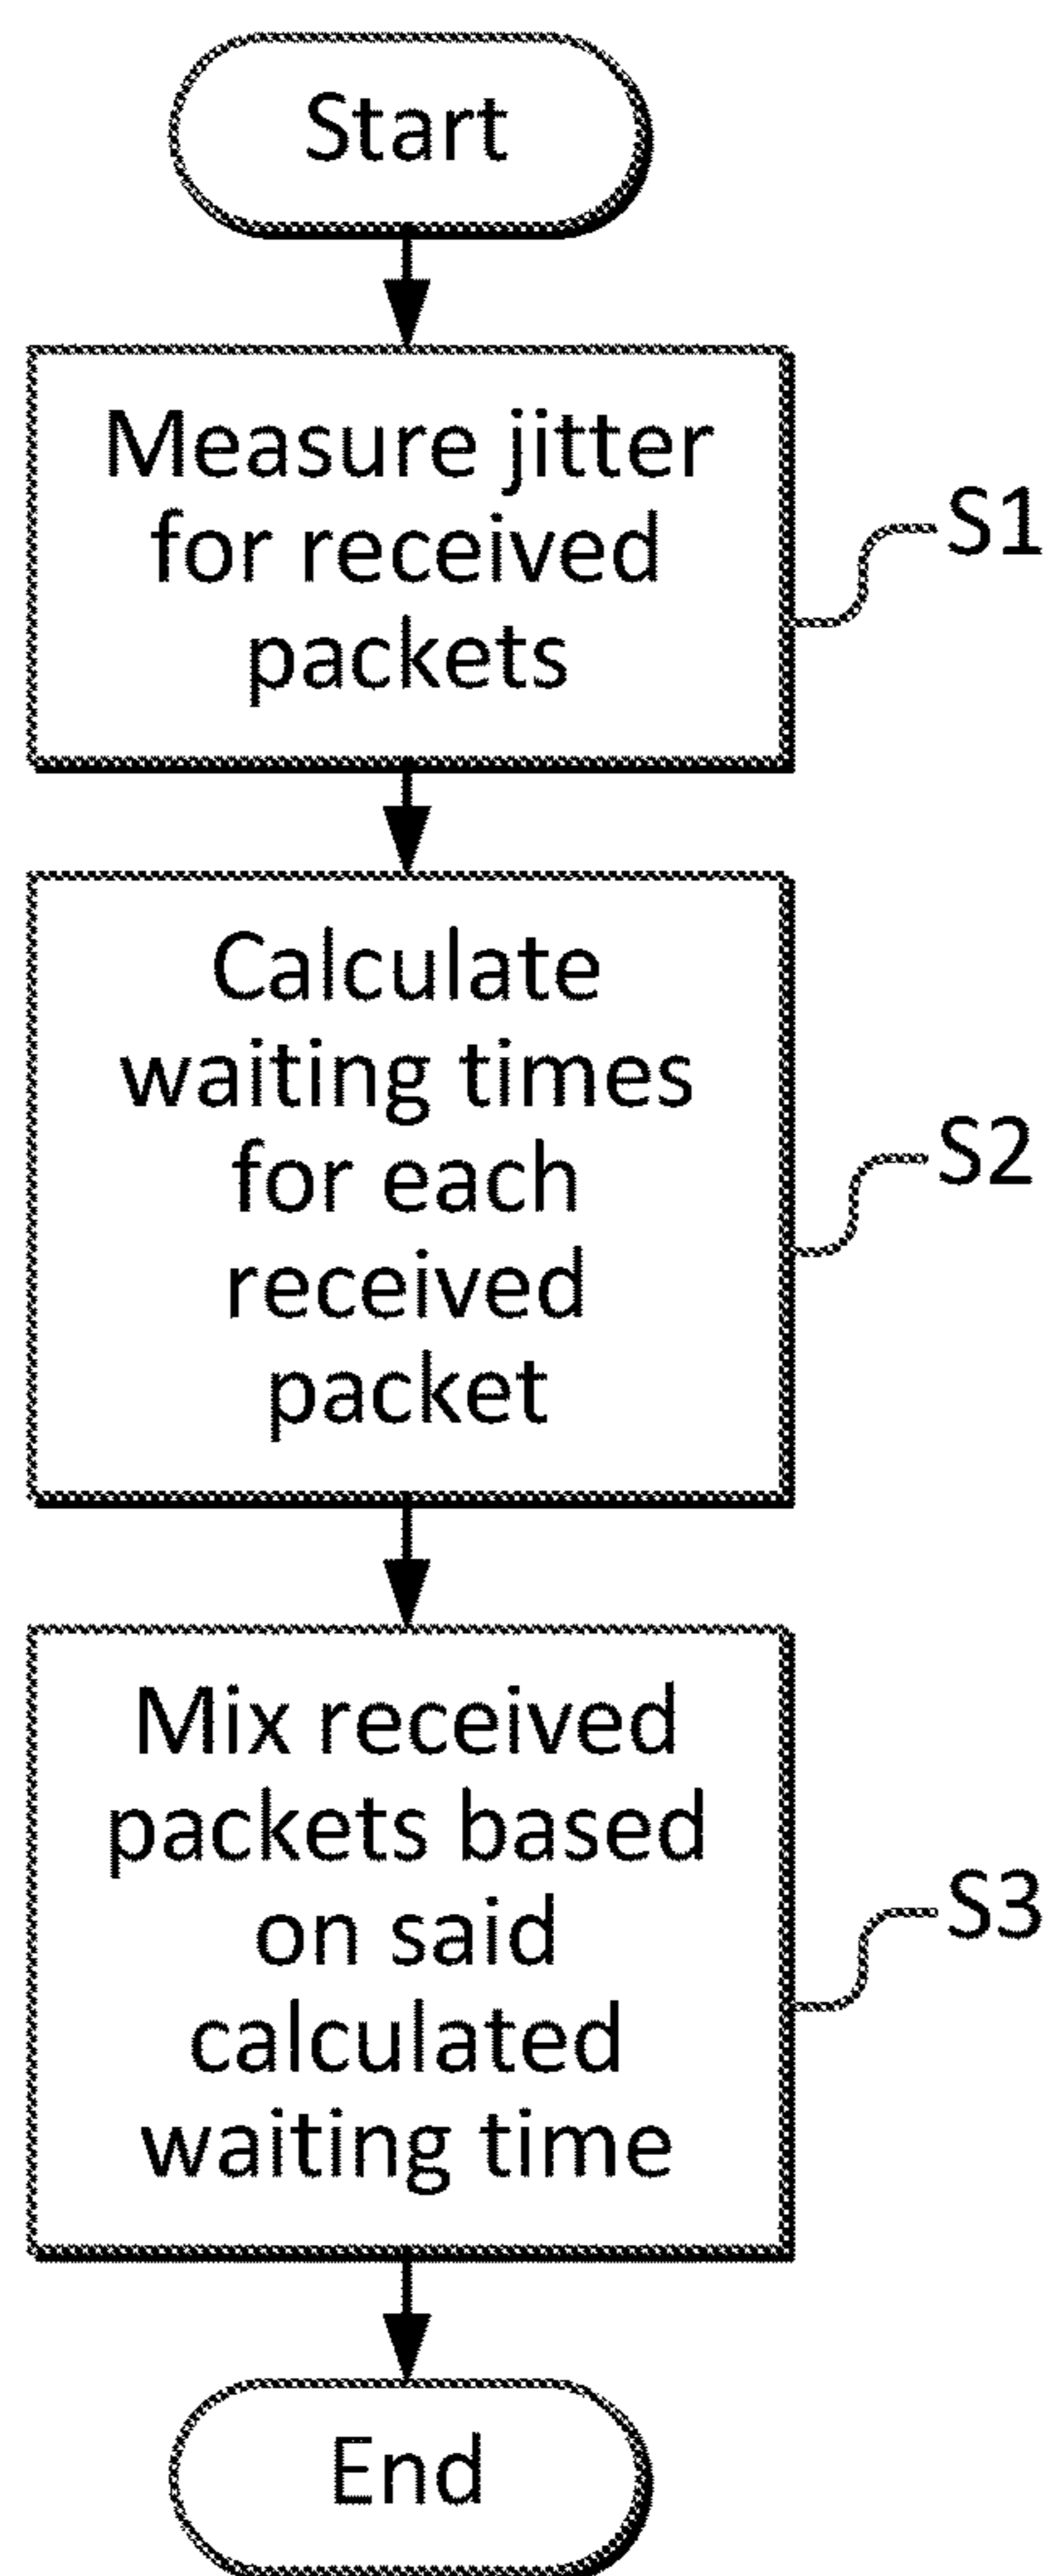 Start
Measure jitter
for received
packets
S1
Calculate
waiting times
for each
received
packet
S2
Mix received
packets based
on said
calculated
waiting time
S3
End